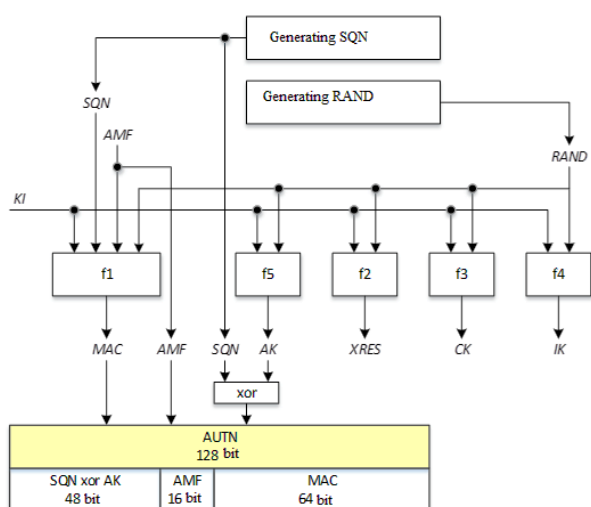 Generating SQN
Generating RAND
SQN
AMF
RAND
KI
f1
f5
f2
f3
f4
MAC
AMF
SQN
AK
XRES
CK
IK
xor
AUTN
128 bit
SQN xor AK
48 bit
AMF
16 bit
MAC
64 bit